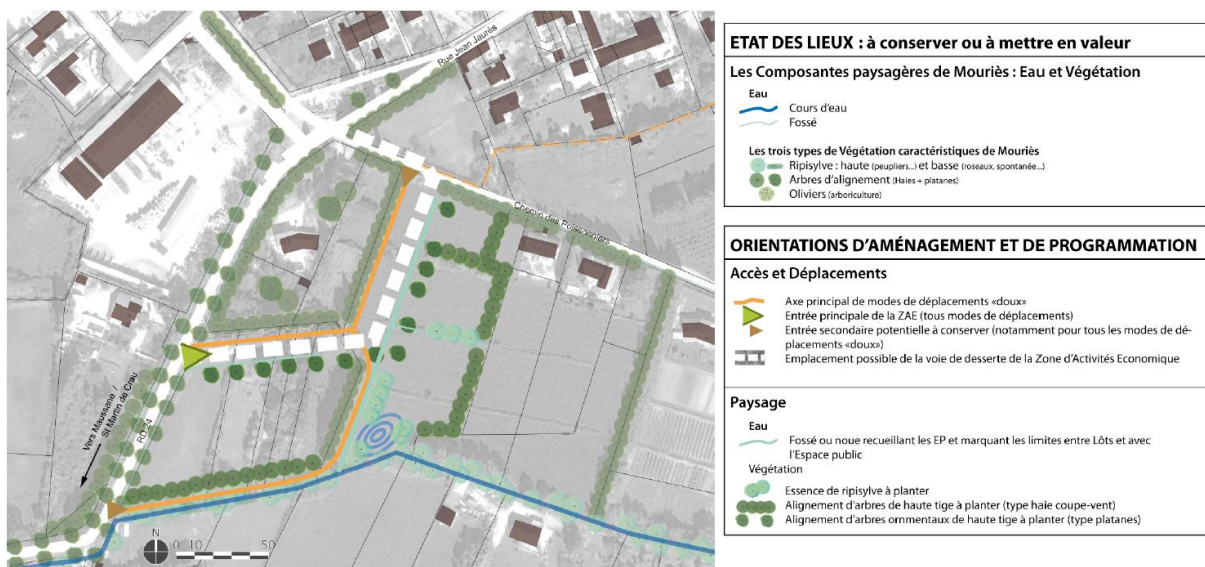 Rue Jean Jaurès
Chemin des Poissonniers
Vers Maussane /
St Martin de Crau
RD 24
N
0 10 50
ETAT DES LIEUX : à conserver ou à mettre en valeur
Les Composantes paysagères de Mouriès : Eau et Végétation
Eau
Cours d'eau
Fossé
Les trois types de Végétation caractéristiques de Mouriès
Ripisylve : haute (peupliers...) et basse (roseaux, spontanée...)
Arbres d'alignement (Haies + platanes)
Oliviers (arboriculture)
ORIENTATIONS D'AMÉNAGEMENT ET DE PROGRAMMATION
Accès et Déplacements
Axe principal de modes de déplacements «doux»
Entrée principale de la ZAE (tous modes de déplacements)
Entrée secondaire potentielle à conserver (notamment pour tous les modes de dé-
placements «doux»)
Emplacement possible de la voie de desserte de la Zone d'Activités Economique
Paysage
Eau
Fossé ou noue recueillant les EP et marquant les limites entre Lôts et avec
l'Espace public
Végétation
Essence de ripisylve à planter
Alignement d'arbres de haute tige à planter (type haie coupe-vent)
Alignement d'arbres ornmentaux de haute tige à planter (type platanes)